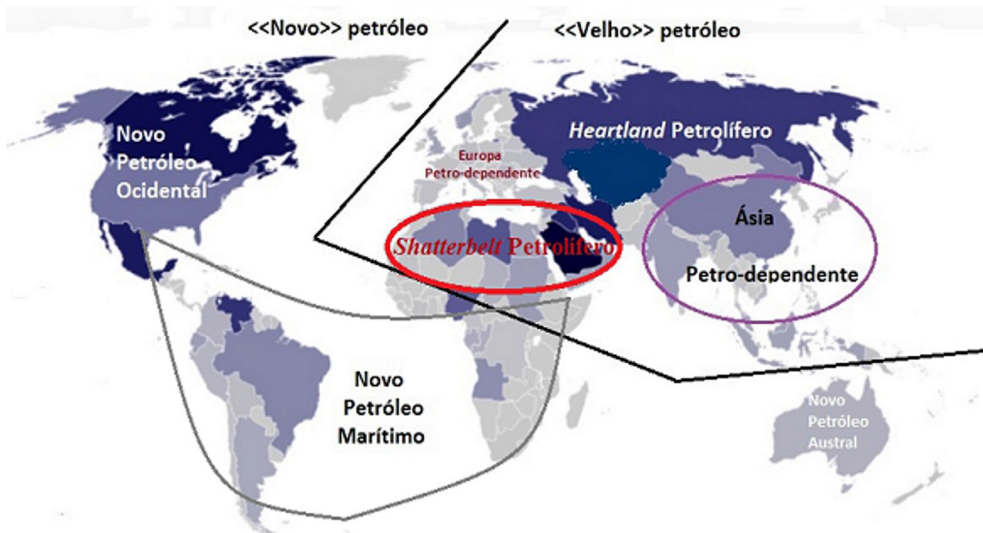 <<Novo>> petróleo
<<Velho>> petróleo
Novo
Petróleo
Ocidental
Heartland Petrolífero
Europa
Petro-dependente
Shatterbelt Petrolífero
Ásia
Petro-dependente
Novo
Petróleo
Marítimo
Novo
Petróleo
Austral